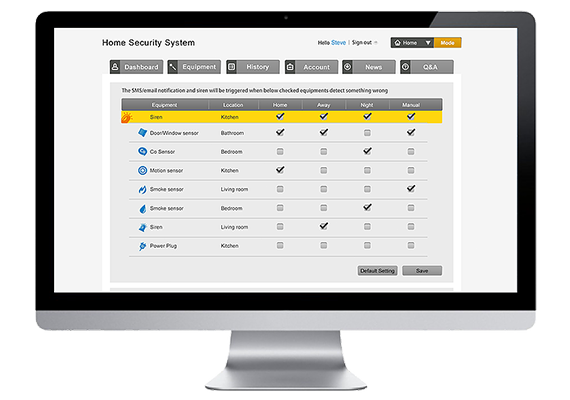 Home Security System
Hello Steve | Sign out
Home Mode
Dashboard Equipment History Account News Q&A
The SMS/email notification and siren will be triggered when below checked equipments detect something wrong
Equipment Location Home Away Night Manual
Siren Kitchen
Door/Window sensor Bathroom
Co Sensor Bedroom
Motion sensor Kitchen
Smoke sensor Living room
Smoke sensor Bedroom
Siren Living room
Power Plug Kitchen
Default Setting Save